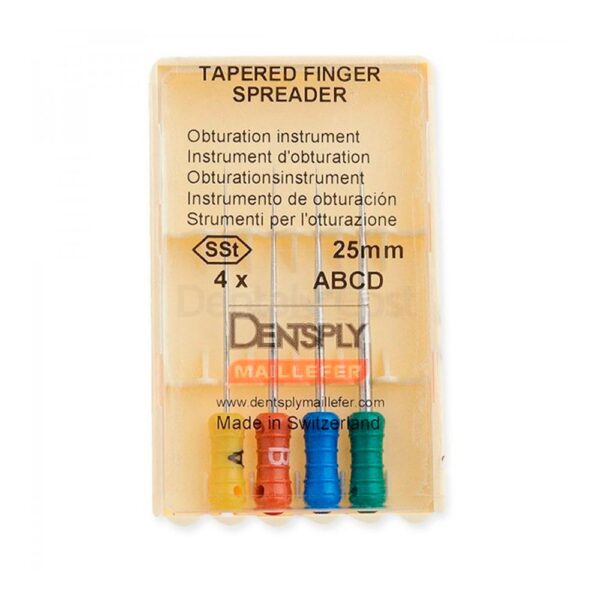 TAPERED FINGER
SPREADER
Obturation instrument
Instrument d'obturation
Obturationsinstrument
Instrumento de obturación
Strumenti per l'otturazione
SSt 25mm
4 x ABCD
DENTSPLY
MAILLEFER
www.dentsplymaillefer.com
Made in Switzerland
A B